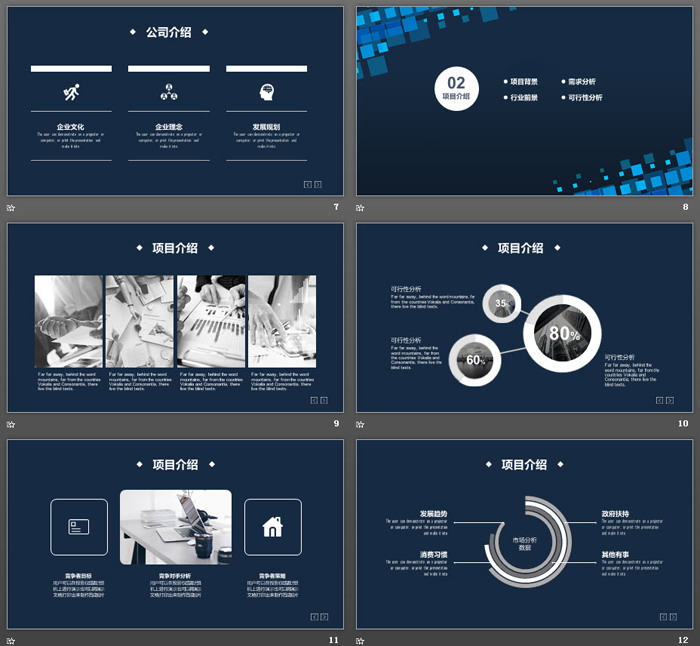 公司介绍
企业文化
The user can demonstrate on a projector or
computer, or print the presentation and
make it into
企业理念
The user can demonstrate on a projector or
computer, or print the presentation and
make it into
发展规划
The user can demonstrate on a projector or
computer, or print the presentation and
make it into
7
02
项目介绍
项目背景
需求分析
行业前景
可行性分析
8
项目介绍
Far far away, behind the word
mountains, far from the countries
Vokalia and Consonantia, there
live the blind texts.
Far far away, behind the word
mountains, far from the countries
Vokalia and Consonantia, there
live the blind texts.
Far far away, behind the word
mountains, far from the countries
Vokalia and Consonantia, there
live the blind texts.
Far far away, behind the word
mountains, far from the countries
Vokalia and Consonantia, there
live the blind texts.
9
项目介绍
可行性分析
Far far away, behind the word mountains, far
from the countries Vokalia and Consonantia, there
live the blind texts.
35%
80%
可行性分析
Far far away, behind the
word mountains, far from
the countries Vokalia and
Consonantia, there live the
blind texts.
60%
可行性分析
Far far away, behind the
word mountains, far from the
countries Vokalia and
Consonantia, there live the
blind texts.
10
项目介绍
竞争者目标
用户可以在投影仪或者计算
机上进行演示也可以将演示
文稿打印出来制作西道胶片
竞争对手分析
用户可以在投影仪或者计算
机上进行演示也可以将演示
文稿打印出来制作西道胶片
竞争者策略
用户可以在投影仪或者计算
机上进行演示也可以将演示
文稿打印出来制作西道胶片
11
项目介绍
发展趋势
The user can demonstrate on a projector
or computer, or print the presentation
and make it into
消费习惯
The user can demonstrate on a projector
or computer, or print the presentation
and make it into
市场分析
数据
政府扶持
The user can demonstrate on a projector
or computer, or print the presentation
and make it into
其他有事
The user can demonstrate on a projector
or computer, or print the presentation
and make it into
12